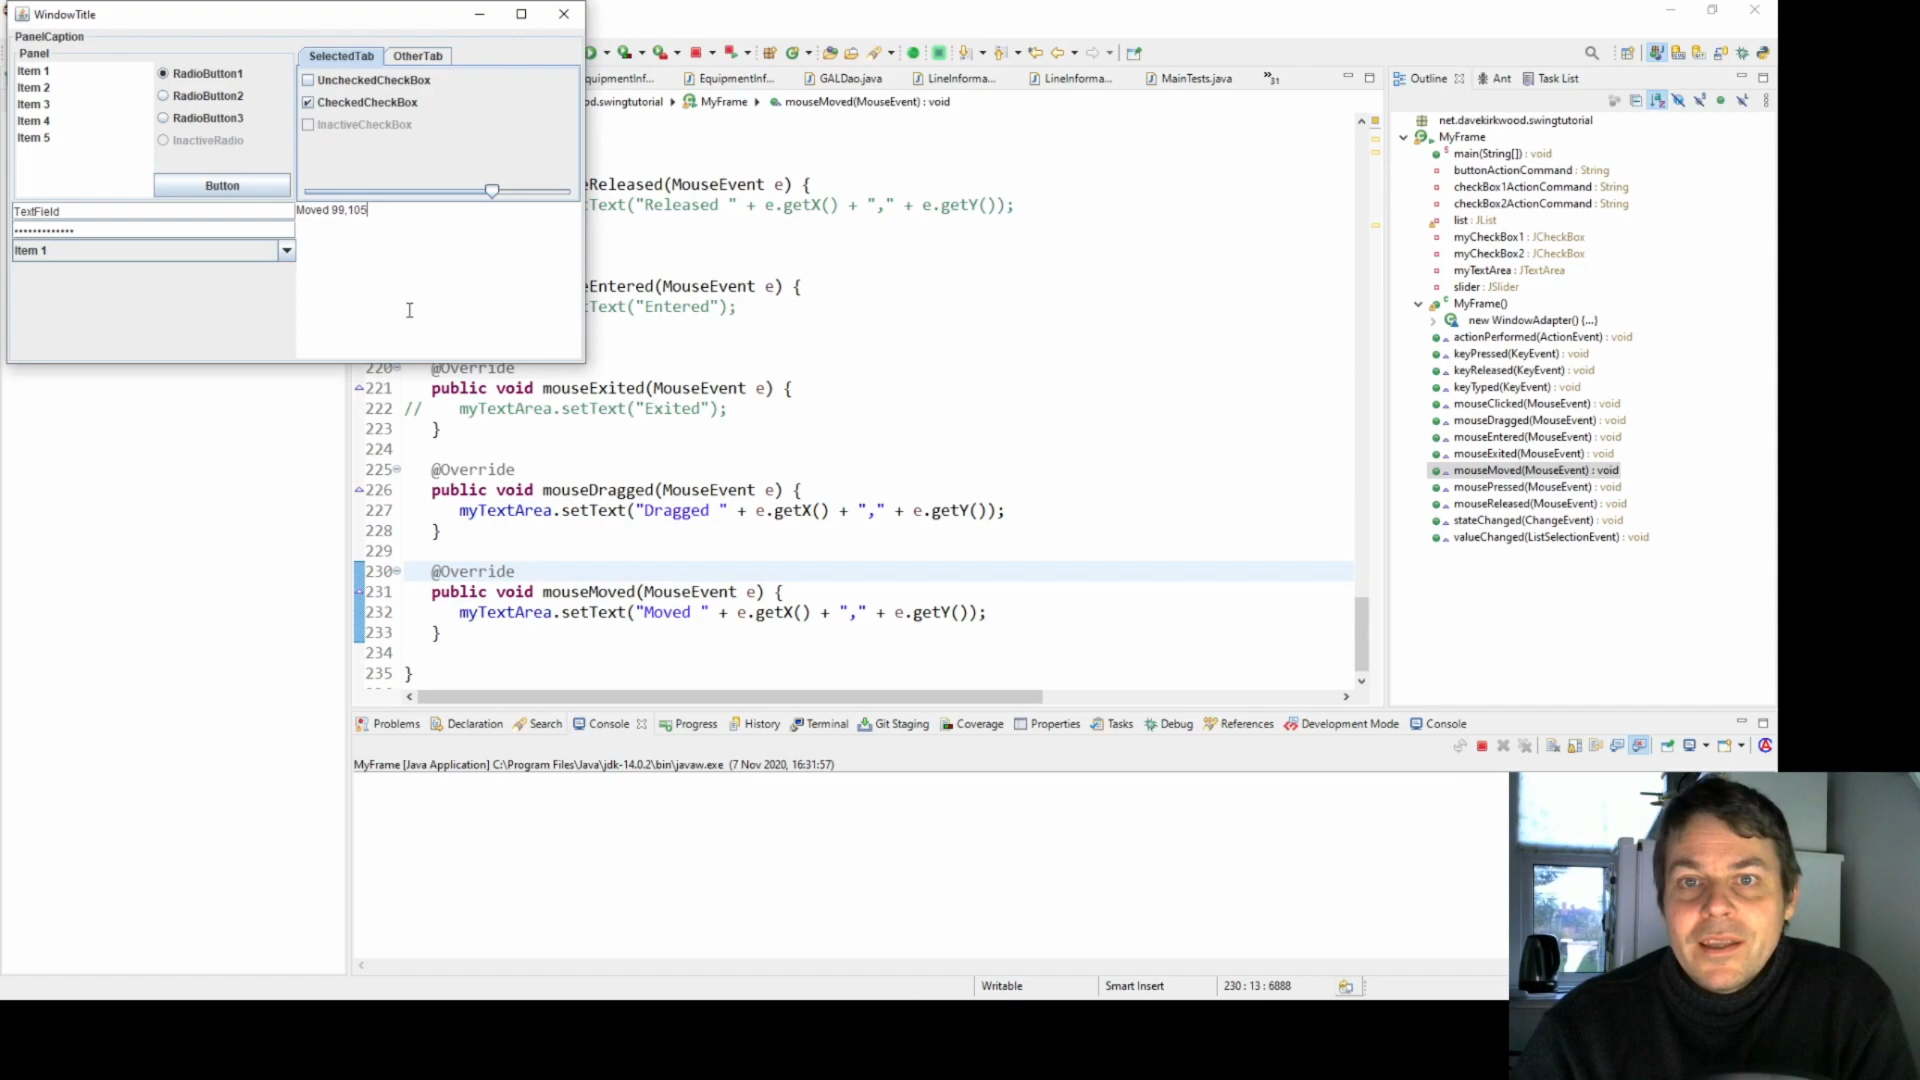 WindowTitle
PanelCaption
Panel
Item 1
Item 2
Item 3
Item 4
Item 5
RadioButton1
RadioButton2
RadioButton3
InactiveRadio
Button
SelectedTab
OtherTab
UncheckedCheckBox
CheckedCheckBox
InactiveCheckBox
TextField
•••••••••••••
Item 1
Moved 99,105
quipmentInf...
EquipmentInf...
GALDao.java
LineInforma...
LineInforma...
MainTests.java
»31
d.swingtutorial
MyFrame
mouseMoved(MouseEvent) : void
eReleased(MouseEvent e) {
tText("Released " + e.getX() + "," + e.getY());
eEntered(MouseEvent e) {
tText("Entered");
220 @Override
221 public void mouseExited(MouseEvent e) {
222 // myTextArea.setText("Exited");
223 }
224
225 @Override
226 public void mouseDragged(MouseEvent e) {
227 myTextArea.setText("Dragged " + e.getX() + "," + e.getY());
228 }
229
230 @Override
231 public void mouseMoved(MouseEvent e) {
232 myTextArea.setText("Moved " + e.getX() + "," + e.getY());
233 }
234
235 }
Outline
Ant
Task List
net.davekirkwood.swingtutorial
MyFrame
main(String[]) : void
buttonActionCommand : String
checkBox1ActionCommand : String
checkBox2ActionCommand : String
list : JList
myCheckBox1 : JCheckBox
myCheckBox2 : JCheckBox
myTextArea : JTextArea
slider : JSlider
MyFrame()
new WindowAdapter() {...}
actionPerformed(ActionEvent) : void
keyPressed(KeyEvent) : void
keyReleased(KeyEvent) : void
keyTyped(KeyEvent) : void
mouseClicked(MouseEvent) : void
mouseDragged(MouseEvent) : void
mouseEntered(MouseEvent) : void
mouseExited(MouseEvent) : void
mouseMoved(MouseEvent) : void
mousePressed(MouseEvent) : void
mouseReleased(MouseEvent) : void
stateChanged(ChangeEvent) : void
valueChanged(ListSelectionEvent) : void
Problems
Declaration
Search
Console
Progress
History
Terminal
Git Staging
Coverage
Properties
Tasks
Debug
References
Development Mode
Console
MyFrame [Java Application] C:\Program Files\Java\jdk-14.0.2\bin\javaw.exe (7 Nov 2020, 16:31:57)
Writable
Smart Insert
230 : 13 : 6888